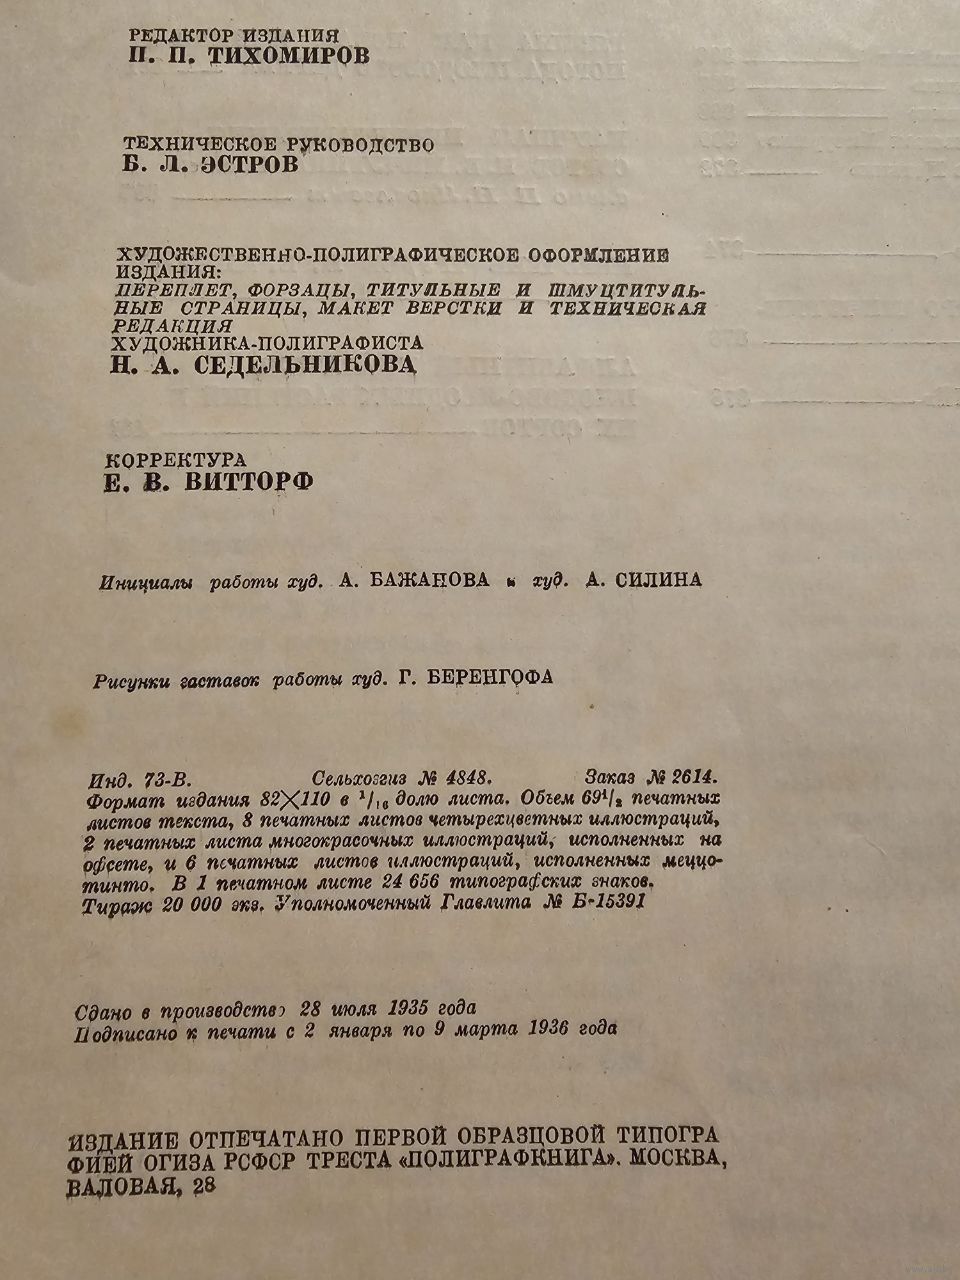 РЕДАКТОР ИЗДАНИЯ
П. П. ТИХОМИРОВ
ТЕХНИЧЕСКОЕ РУКОВОДСТВО
Б. Л. ЭСТРОВ
ХУДОЖЕСТВЕННО-ПОЛИГРАФИЧЕСКОЕ ОФОРМЛЕНИЕ
ИЗДАНИЯ:
ПЕРЕПЛЕТ, ФОРЗАЦЫ, ТИТУЛЬНЫЕ И ШМУЦТИТУЛЬ-
НЫЕ СТРАНИЦЫ, МАКЕТ ВЕРСТКИ И ТЕХНИЧЕСКАЯ
РЕДАКЦИЯ
ХУДОЖНИКА-ПОЛИГРАФИСТА
Н. А. СЕДЕЛЬНИКОВА
КОРРЕКТУРА
Е. В. ВИТТОРФ
Инициалы работы худ. А. БАЖАНОВА и худ. А. СИЛИНА
Рисунки заставок работы худ. Г. БЕРЕНГОФА
Инд. 73-В. Сельхозгиз № 4848. Заказ № 2614.
Формат издания 82×110 в 1/16 долю листа. Объем 69 1/2 печатных
листов текста, 8 печатных листов четырехцветных иллюстраций,
2 печатных листа многокрасочных иллюстраций, исполненных на
офсете, и 6 печатных листов иллюстраций, исполненных меццо-
тинто. В 1 печатном листе 24 656 типографских знаков.
Тираж 20 000 экз. Уполномоченный Главлита № Б-15391
Сдано в производство 28 июля 1935 года
Подписано к печати с 2 января по 9 марта 1936 года
ИЗДАНИЕ ОТПЕЧАТАНО ПЕРВОЙ ОБРАЗЦОВОЙ ТИПОГРА
ФИЕЙ ОГИЗА РСФСР ТРЕСТА «ПОЛИГРАФКНИГА». МОСКВА,
ВАЛОВАЯ, 28